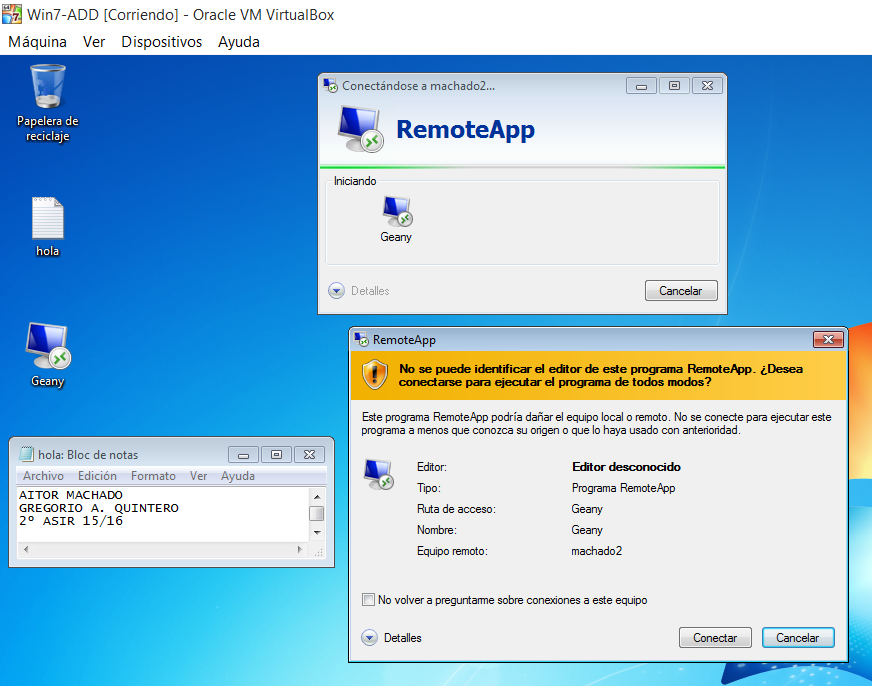 Win7-ADD [Corriendo] - Oracle VM VirtualBox
Máquina Ver Dispositivos Ayuda
Papelera de
reciclaje
hola
Geany
Conectándose a machado2...
RemoteApp
Iniciando
Geany
Detalles
Cancelar
hola: Bloc de notas
Archivo Edición Formato Ver Ayuda
AITOR MACHADO
GREGORIO A. QUINTERO
2º ASIR 15/16
RemoteApp
No se puede identificar el editor de este programa RemoteApp. ¿Desea
conectarse para ejecutar el programa de todos modos?
Este programa RemoteApp podría dañar el equipo local o remoto. No se conecte para ejecutar este
programa a menos que conozca su origen o que lo haya usado con anterioridad.
Editor: Editor desconocido
Tipo: Programa RemoteApp
Ruta de acceso: Geany
Nombre: Geany
Equipo remoto: machado2
No volver a preguntarme sobre conexiones a este equipo
Detalles
Conectar
Cancelar